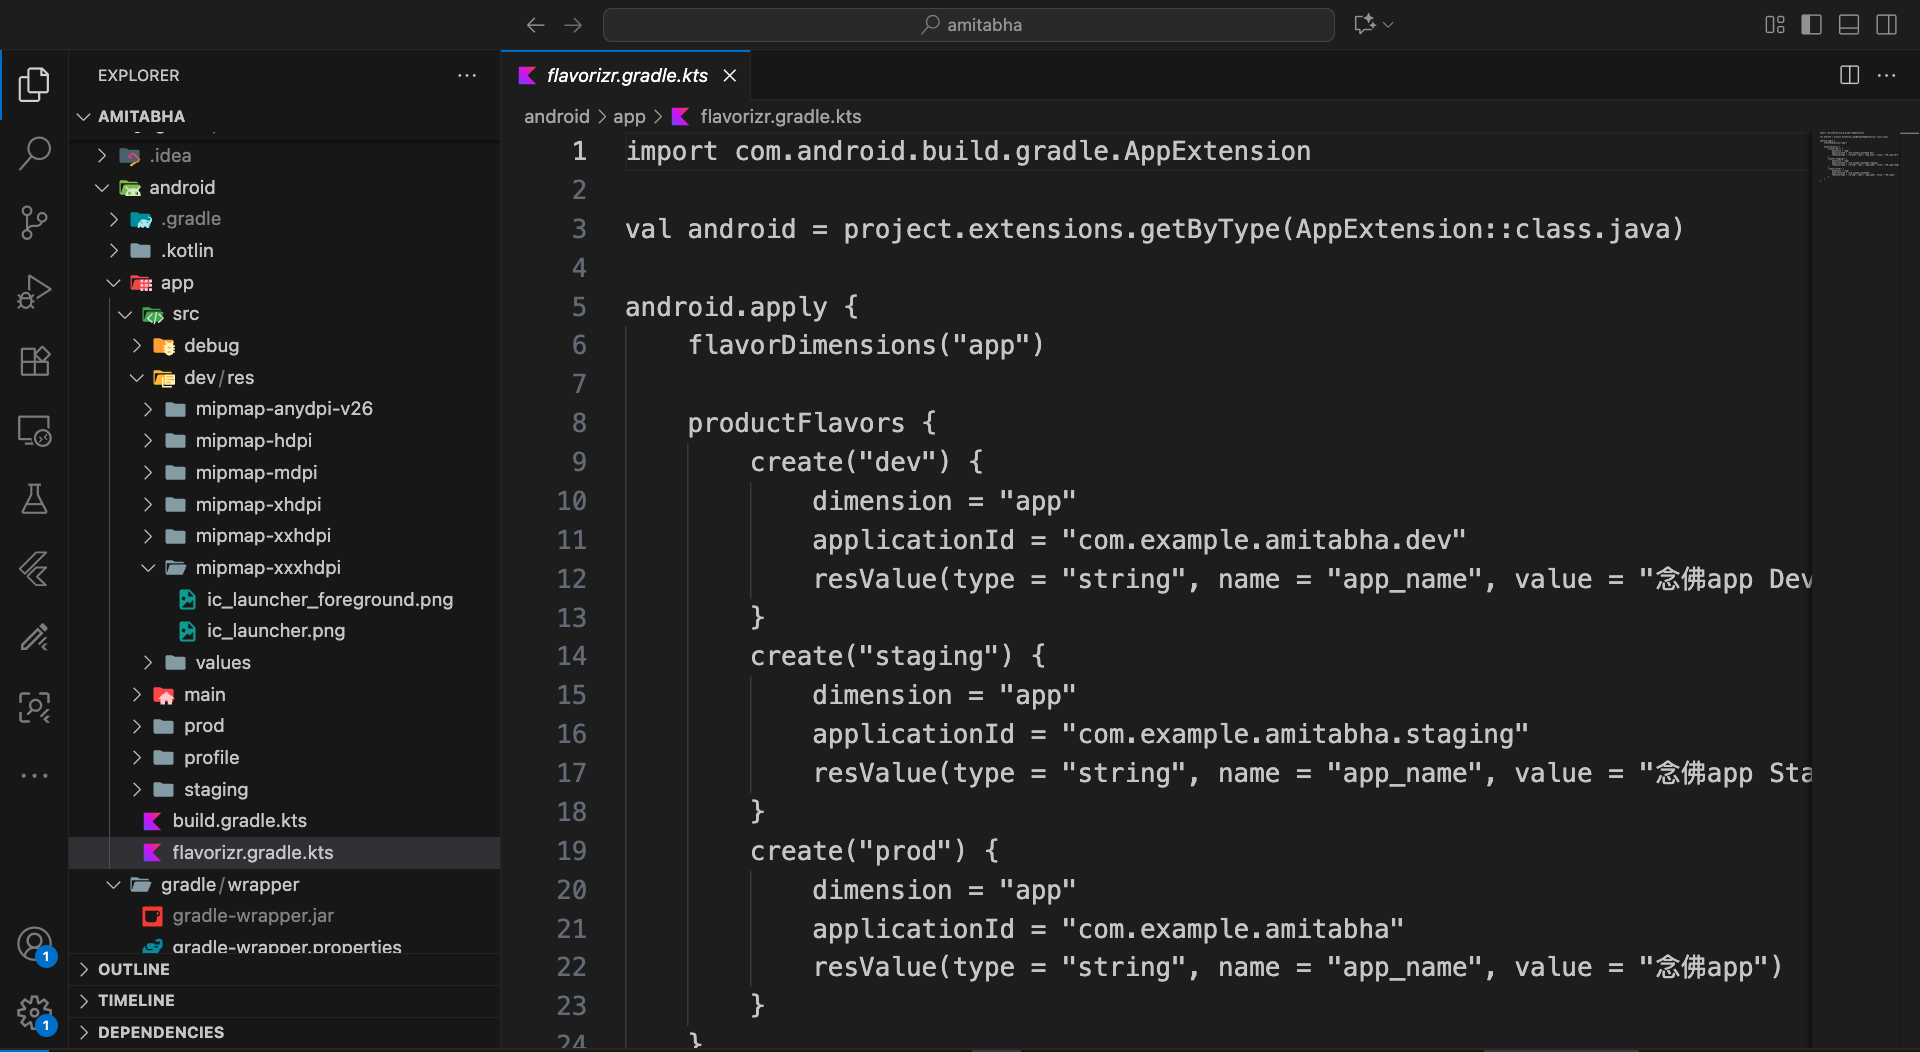 amitabha
EXPLORER
AMITABHA
.idea
android
.gradle
.kotlin
app
src
debug
dev/res
mipmap-anydpi-v26
mipmap-hdpi
mipmap-mdpi
mipmap-xhdpi
mipmap-xxhdpi
mipmap-xxxhdpi
ic_launcher_foreground.png
ic_launcher.png
values
main
prod
profile
staging
build.gradle.kts
flavorizr.gradle.kts
gradle/wrapper
gradle-wrapper.jar
gradle-wrapper.properties
OUTLINE
TIMELINE
DEPENDENCIES
1
1
flavorizr.gradle.kts
android > app > flavorizr.gradle.kts
1 import com.android.build.gradle.AppExtension
2
3 val android = project.extensions.getByType(AppExtension::class.java)
4
5 android.apply {
6 flavorDimensions("app")
7
8 productFlavors {
9 create("dev") {
10 dimension = "app"
11 applicationId = "com.example.amitabha.dev"
12 resValue(type = "string", name = "app_name", value = "念佛app Dev
13 }
14 create("staging") {
15 dimension = "app"
16 applicationId = "com.example.amitabha.staging"
17 resValue(type = "string", name = "app_name", value = "念佛app Sta
18 }
19 create("prod") {
20 dimension = "app"
21 applicationId = "com.example.amitabha"
22 resValue(type = "string", name = "app_name", value = "念佛app")
23 }
24 }